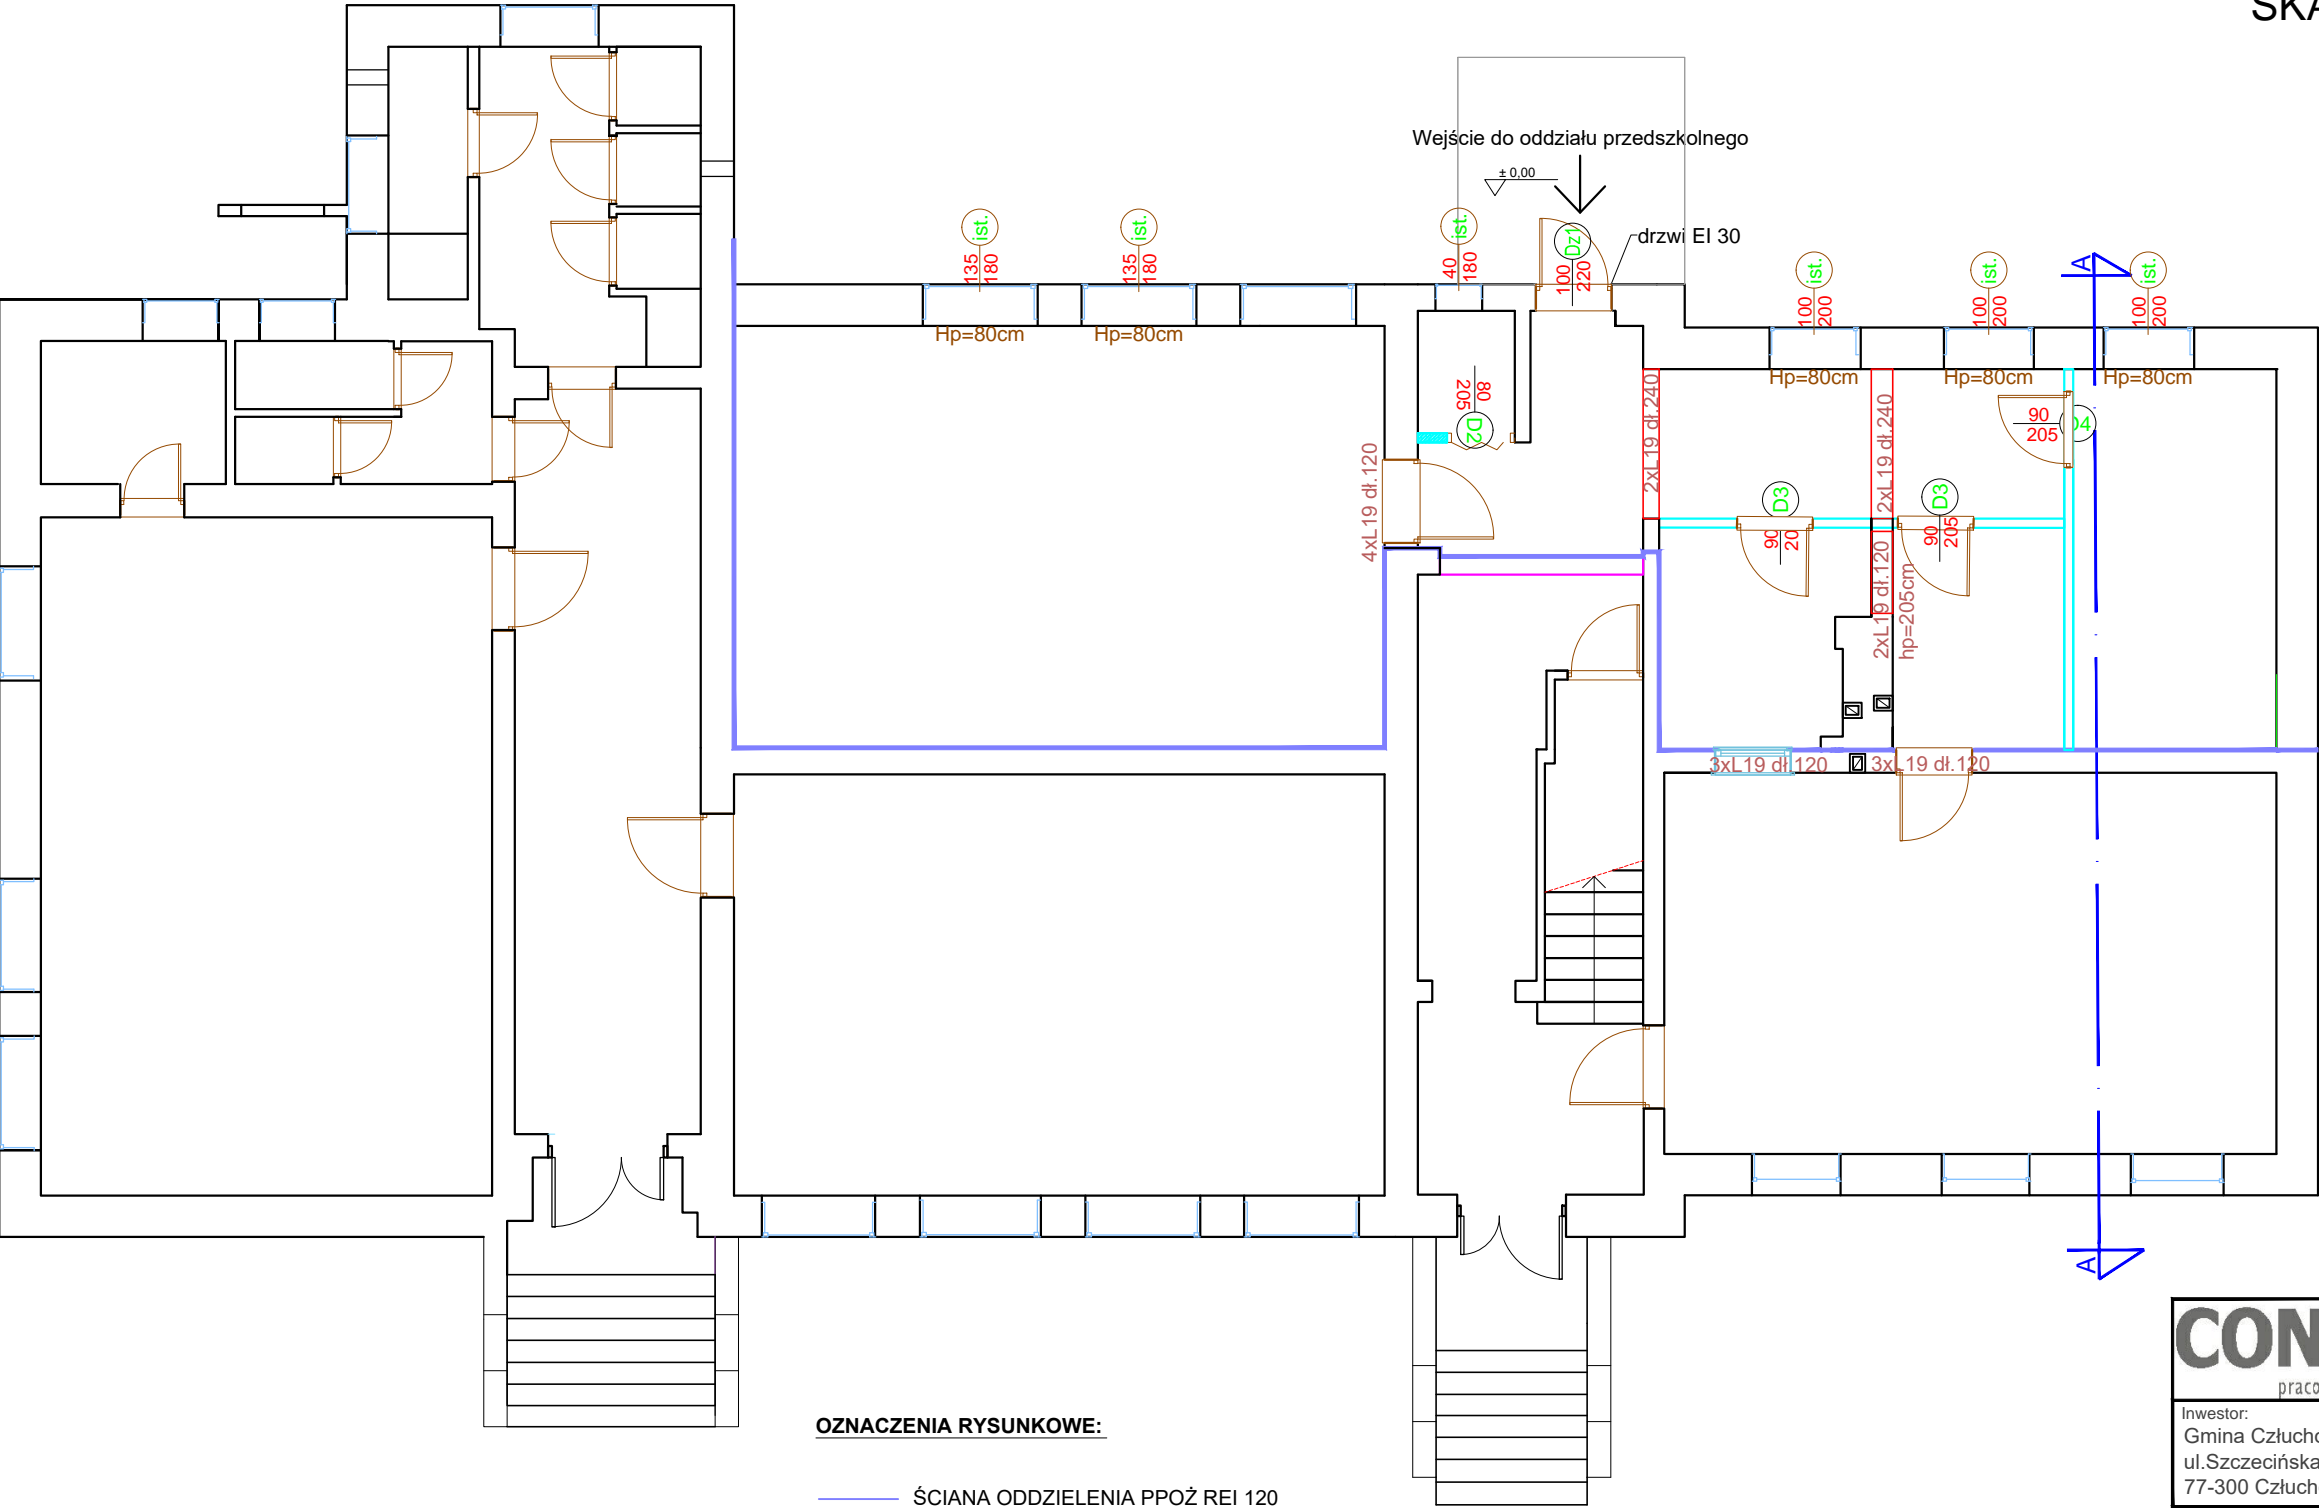 SKA
Wejście do oddziału przedszkolnego
± 0,00
drzwi EI 30
ist.
135
180
ist.
135
180
ist.
40
180
Dz1
100
220
ist.
100
200
ist.
100
200
A
ist.
100
200
Hp=80cm
Hp=80cm
Hp=80cm
Hp=80cm
Hp=80cm
80
205
D2
90
205
D4
2xL19 dł.240
2xL19 dł.240
4xL19 dł.120
D3
90
20
D3
90
205
2xL19 dł.120
hp=205cm
3xL19 dł.120
3xL19 dł.120
A
CON
praco
Inwestor:
Gmina Człucho
ul.Szczecińska
77-300 Człuch
OZNACZENIA RYSUNKOWE:
ŚCIANA ODDZIELENIA PPOŻ REI 120